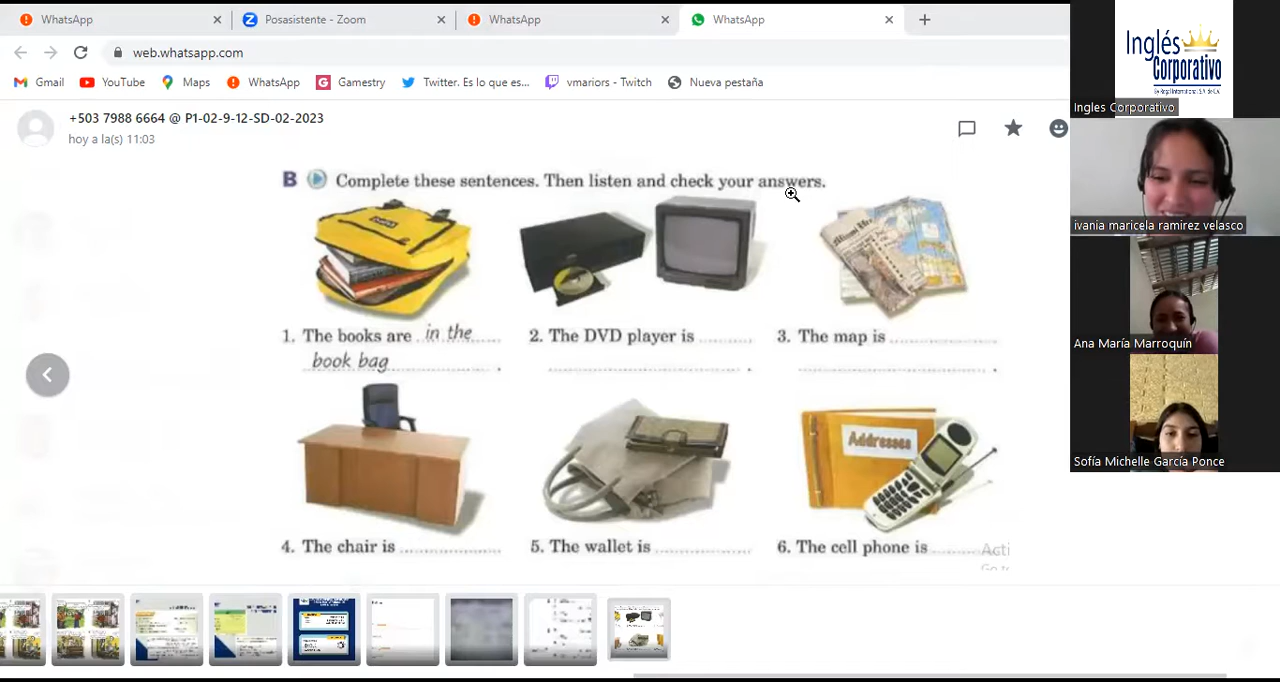 WhatsApp
Posasistente - Zoom
WhatsApp
WhatsApp
web.whatsapp.com
Gmail
YouTube
Maps
WhatsApp
Gamestry
Twitter. Es lo que es...
vmariors - Twitch
Nueva pestaña
+503 7988 6664 @ P1-02-9-12-SD-02-2023
hoy a la(s) 11:03
B Complete these sentences. Then listen and check your answers.
1. The books are in the
book bag.
2. The DVD player is
3. The map is
Addresses
4. The chair is
5. The wallet is
6. The cell phone is
Acti
Inglés
Corporativo
Ingles Corporativo
ivania maricela ramirez velasco
Ana María Marroquín
Sofía Michelle García Ponce